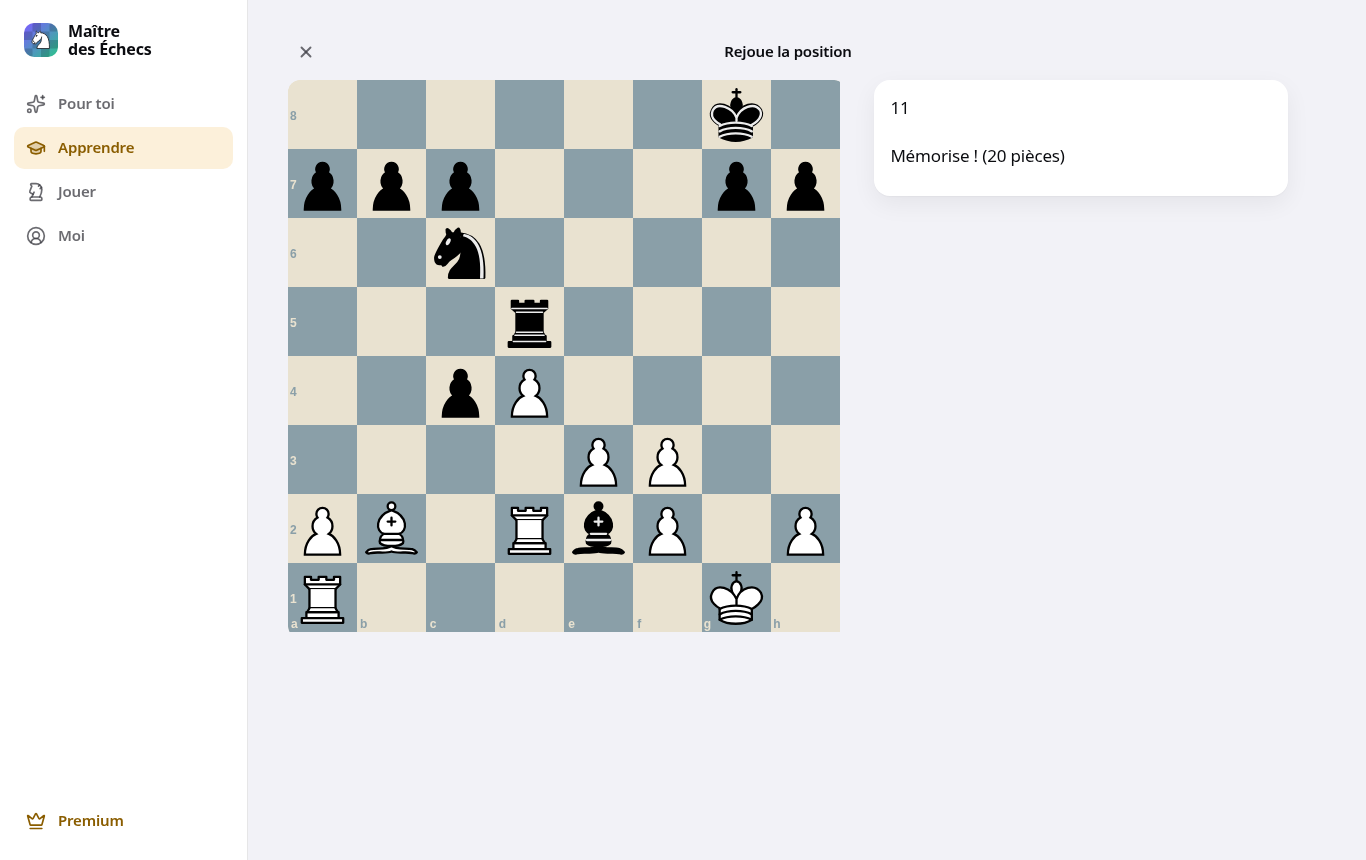 Maître
des Échecs
Pour toi
Apprendre
Jouer
Moi
Premium
Rejoue la position
8
7
6
5
4
3
2
1
a
b
c
d
e
f
g
h
11
Mémorise ! (20 pièces)